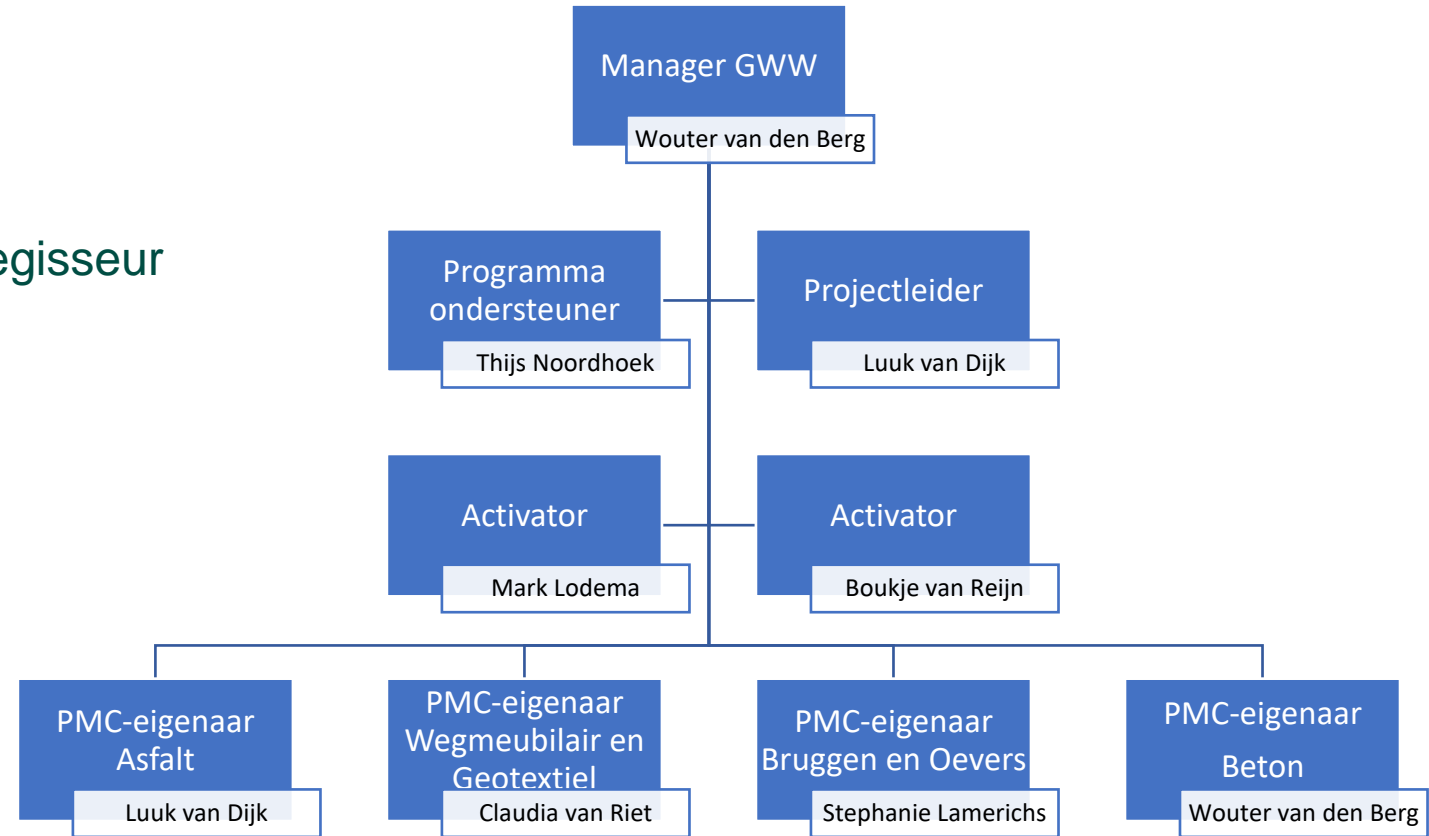 Manager GWW
Wouter van den Berg
egisseur
Programma
ondersteuner
Thijs Noordhoek
Projectleider
Luuk van Dijk
Activator
Mark Lodema
Activator
Boukje van Reijn
PMC-eigenaar
Asfalt
Luuk van Dijk
PMC-eigenaar
Wegmeubilair en
Geotextiel
Claudia van Riet
PMC-eigenaar
Bruggen en Oevers
Stephanie Lamerichs
PMC-eigenaar
Beton
Wouter van den Berg